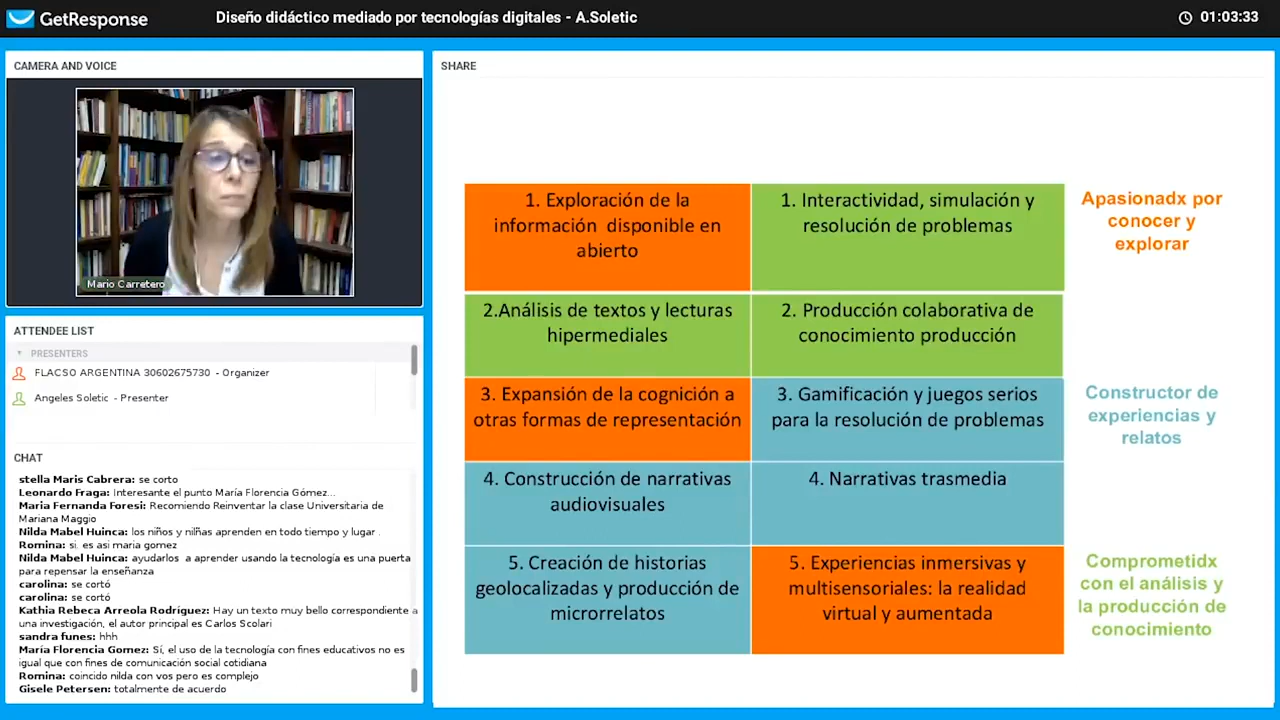 GetResponse
Diseño didáctico mediado por tecnologías digitales - A.Soletic
01:03:33
CAMERA AND VOICE
Mario Carretero
ATTENDEE LIST
PRESENTERS
FLACSO ARGENTINA 30602675730 - Organizer
Angeles Soletic - Presenter
CHAT
stella Maris Cabrera: se corto
Leonardo Fraga: Interesante el punto María Florencia Gómez...
Maria Fernanda Foresi: Recomiendo Reinventar la clase Universitaria de
Mariana Maggio
Nilda Mabel Huinca: los niños y nilñas aprenden en todo tiempo y lugar .
Romina: si. es asi maria gomez
Nilda Mabel Huinca: ayudarlos a aprender usando la tecnología es una puerta
para repensar la enseñanza
carolina: se cortó
carolina: se cortó
Kathia Rebeca Arreola Rodríguez: Hay un texto muy bello correspondiente a
una investigación, el autor principal es Carlos Scolari
sandra funes: hhh
María Florencia Gomez: Sí, el uso de la tecnología con fines educativos no es
igual que con fines de comunicación social cotidiana
Romina: coincido nilda con vos pero es complejo
Gisele Petersen: totalmente de acuerdo
SHARE
1. Exploración de la
información disponible en
abierto
1. Interactividad, simulación y
resolución de problemas
Apasionadx por
conocer y
explorar
2.Análisis de textos y lecturas
hipermediales
2. Producción colaborativa de
conocimiento producción
3. Expansión de la cognición a
otras formas de representación
3. Gamificación y juegos serios
para la resolución de problemas
Constructor de
experiencias y
relatos
4. Construcción de narrativas
audiovisuales
4. Narrativas trasmedia
5. Creación de historias
geolocalizadas y producción de
microrrelatos
5. Experiencias inmersivas y
multisensoriales: la realidad
virtual y aumentada
Comprometidx
con el análisis y
la producción de
conocimiento